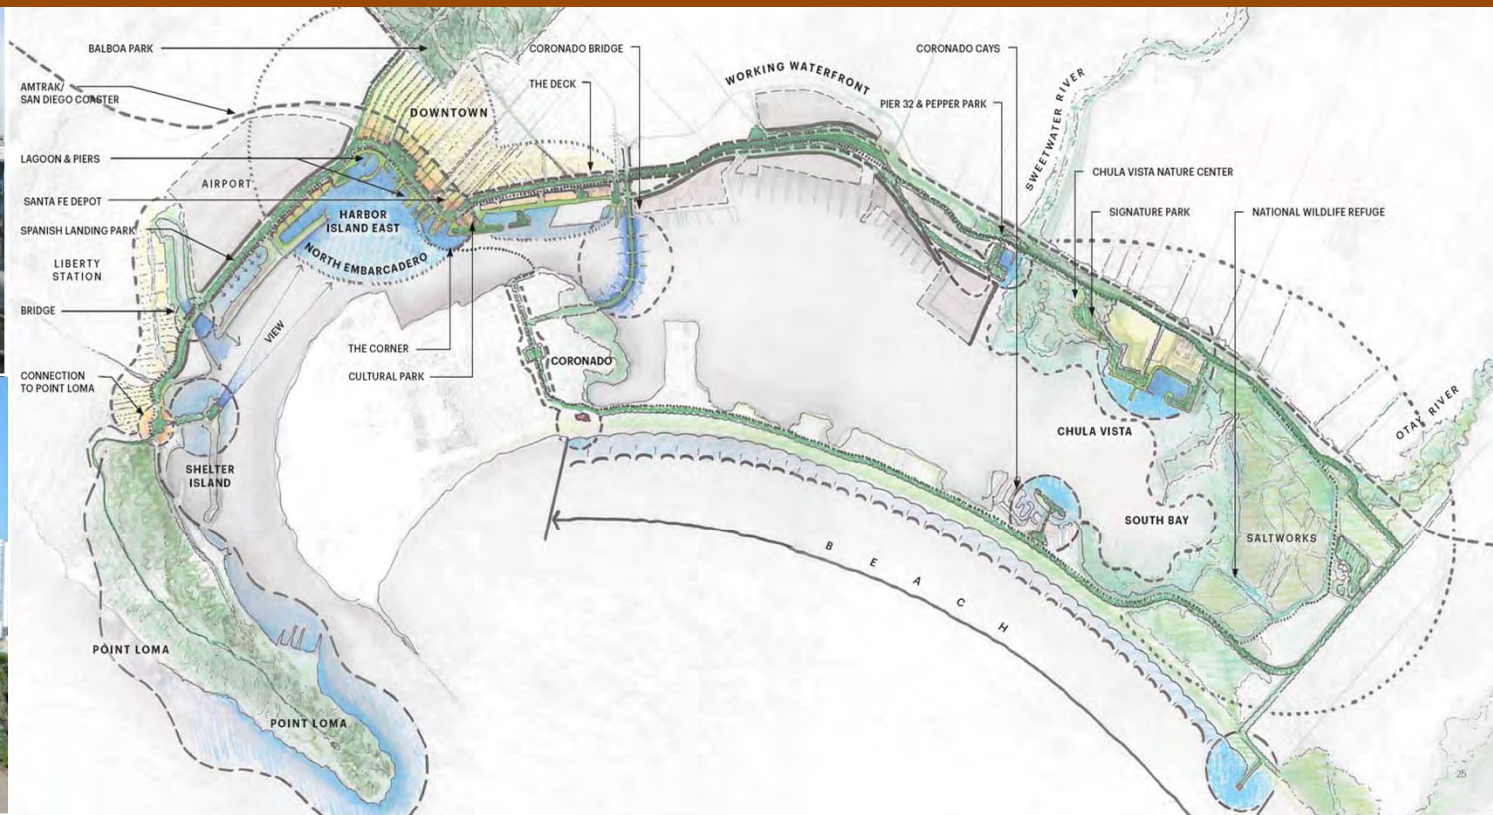 BALBOA PARK
CORONADO BRIDGE
CORONADO CAYS
AMTRAK/
SAN DIEGO COASTER
THE DECK
WORKING WATERFRONT
PIER 32 & PEPPER PARK
DOWNTOWN
SWEETWATER RIVER
LAGOON & PIERS
AIRPORT
CHULA VISTA NATURE CENTER
SANTA FE DEPOT
HARBOR
ISLAND EAST
SIGNATURE PARK
NATIONAL WILDLIFE REFUGE
SPANISH LANDING PARK
NORTH EMBARCADERO
LIBERTY
STATION
BRIDGE
VIEW
THE CORNER
CORONADO
CULTURAL PARK
CONNECTION
TO POINT LOMA
OTAY RIVER
CHULA VISTA
SHELTER
ISLAND
SOUTH BAY
SALTWORKS
BEACH
POINT LOMA
POINT LOMA
25